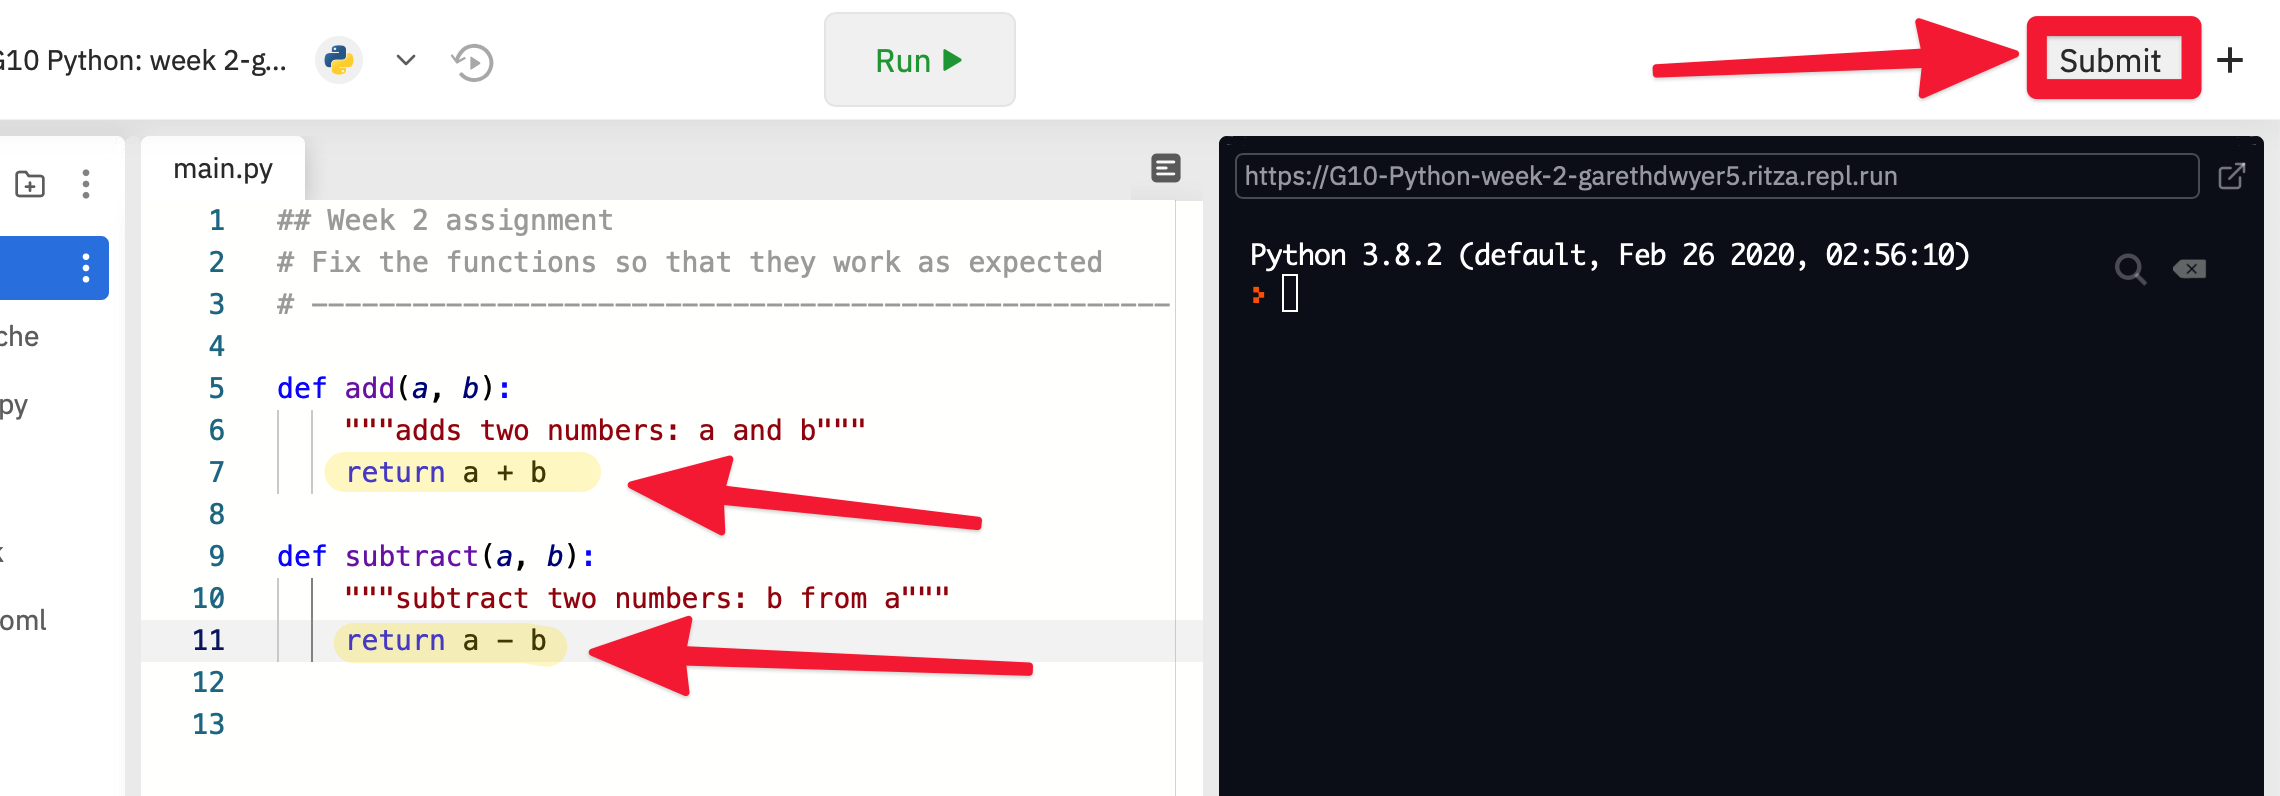 G10 Python: week 2-g...
Run
Submit
main.py
che
py
oml
1 ## Week 2 assignment
2 # Fix the functions so that they work as expected
3 # ---------------------------------------------------
4
5 def add(a, b):
6 """adds two numbers: a and b"""
7 return a + b
8
9 def subtract(a, b):
10 """subtract two numbers: b from a"""
11 return a - b
12
13
https://G10-Python-week-2-garethdwyer5.ritza.repl.run
Python 3.8.2 (default, Feb 26 2020, 02:56:10)